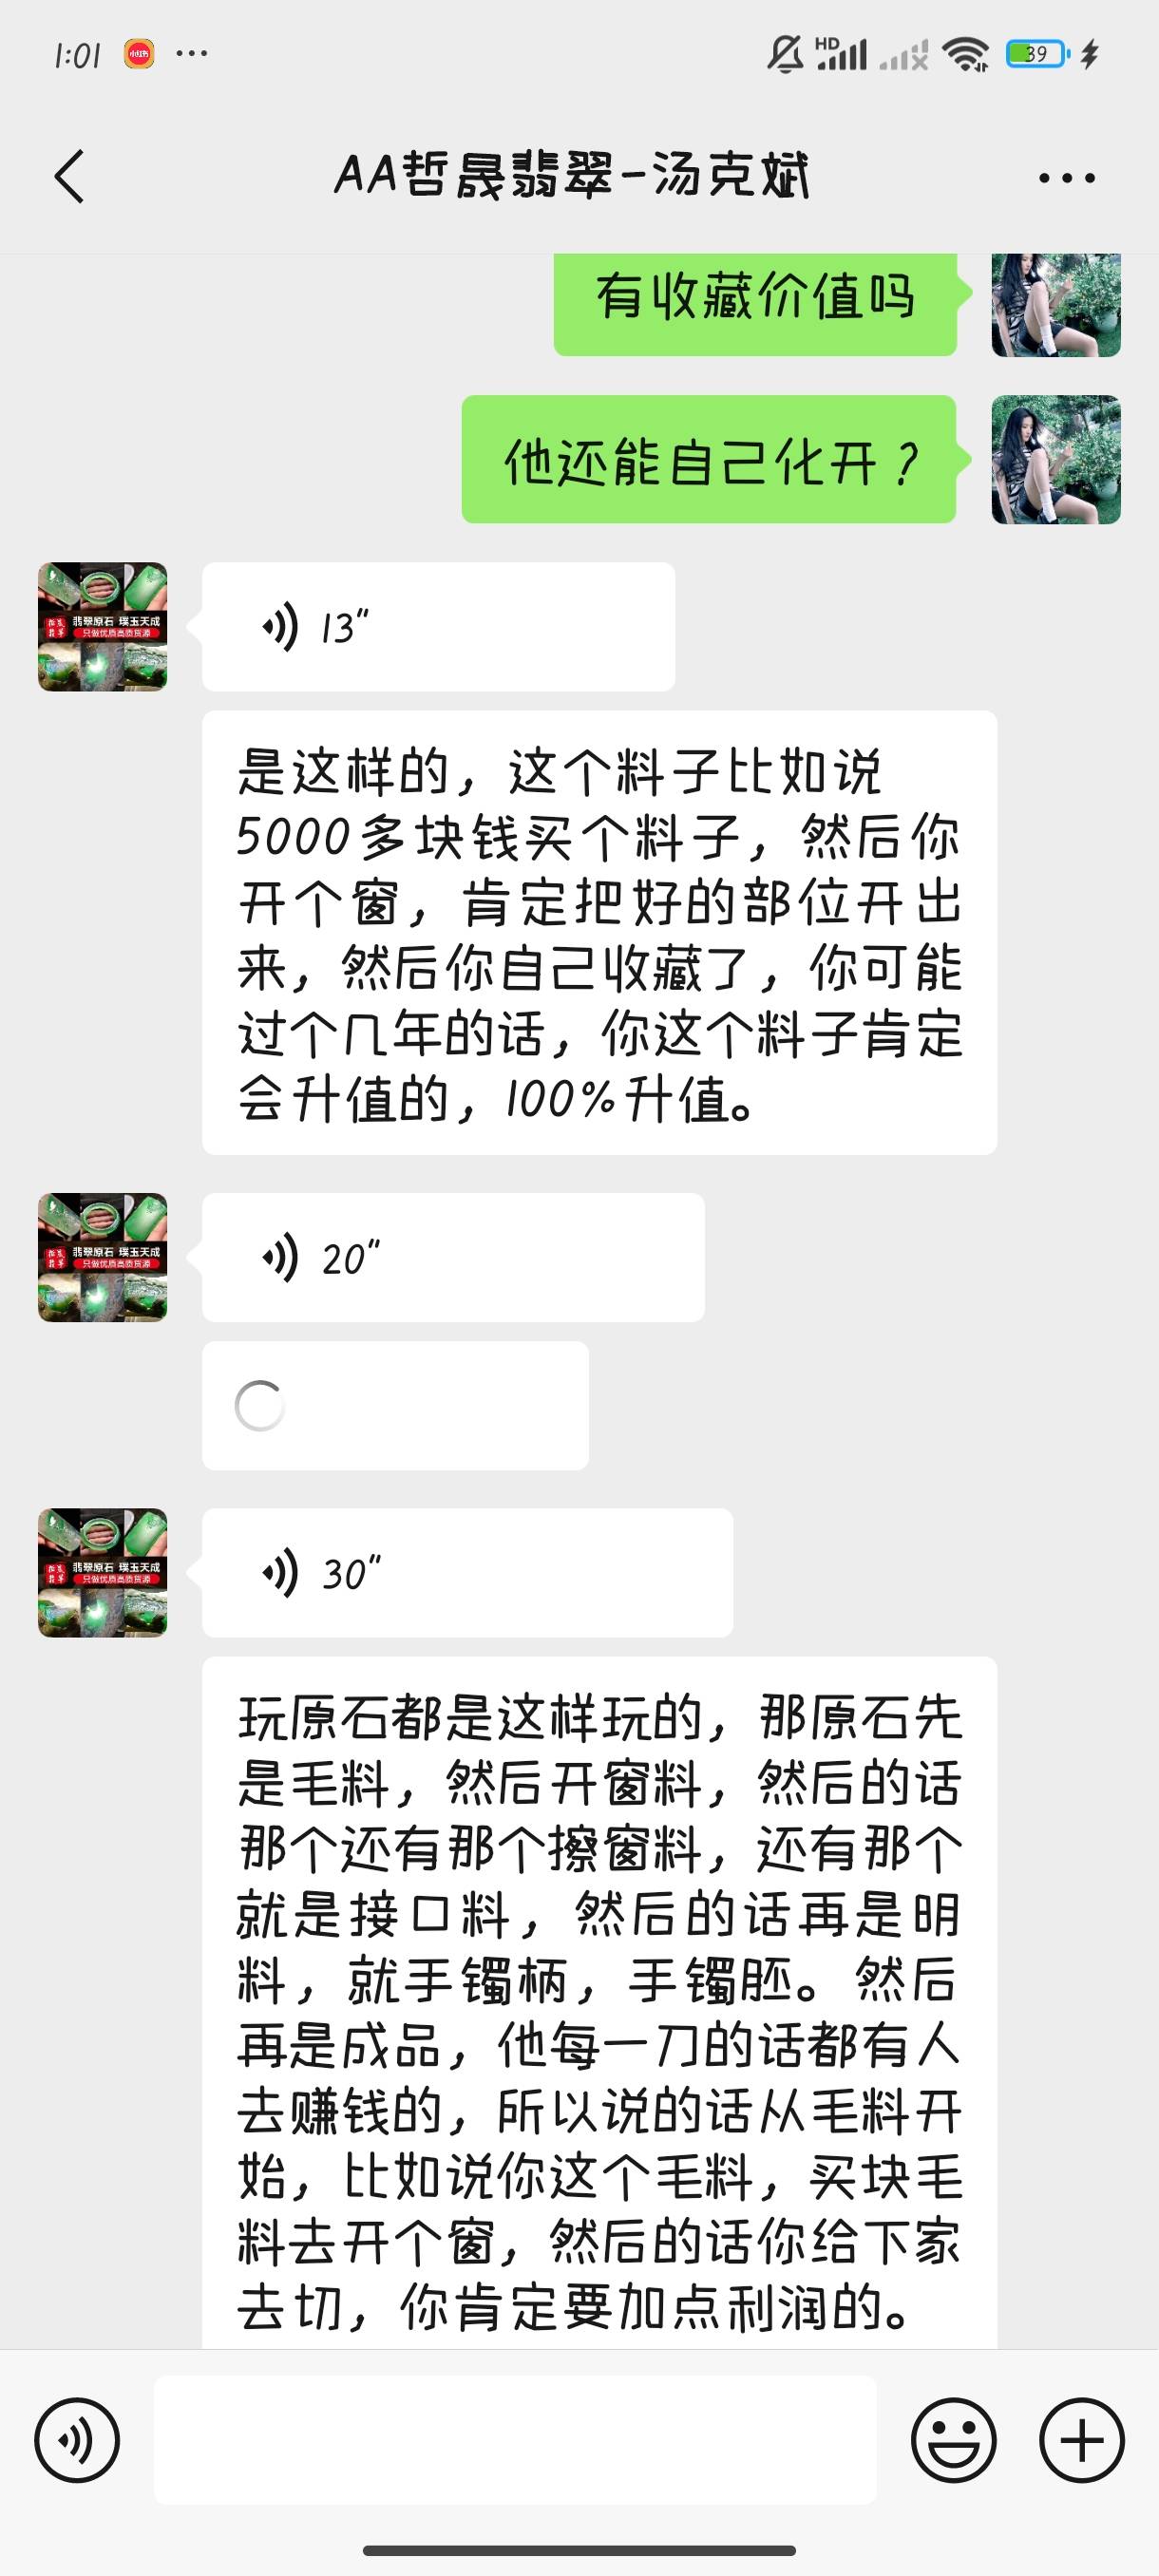 1:01
小红书
HD
39
AA哲晟翡翠-汤克斌
有收藏价值吗
他还能自己化开？
翡翠原石 璞玉天成
只做优质高质货源
13"
是这样的，这个料子比如说
5000多块钱买个料子，然后你
开个窗，肯定把好的部位开出
来，然后你自己收藏了，你可能
过个几年的话，你这个料子肯定
会升值的，100%升值。
翡翠原石 璞玉天成
只做优质高质货源
20"
翡翠原石 璞玉天成
只做优质高质货源
30"
玩原石都是这样玩的，那原石先
是毛料，然后开窗料，然后的话
那个还有那个擦窗料，还有那个
就是接口料，然后的话再是明
料，就手镯柄，手镯胚。然后
再是成品，他每一刀的话都有人
去赚钱的，所以说的话从毛料开
始，比如说你这个毛料，买块毛
料去开个窗，然后的话你给下家
去切，你肯定要加点利润的。